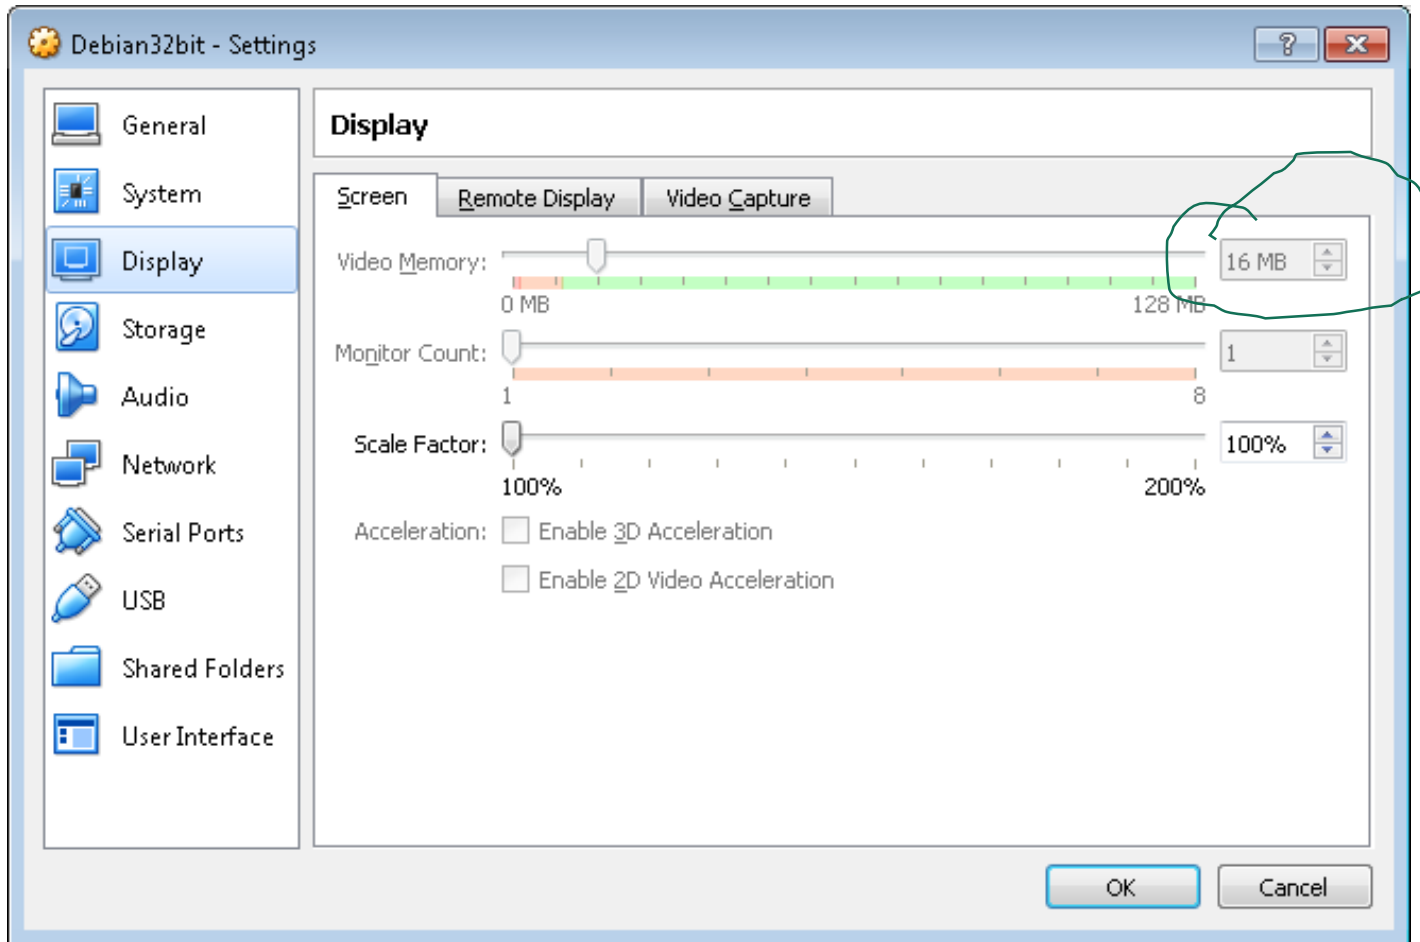 Debian32bit - Settings
?
General
System
Display
Storage
Audio
Network
Serial Ports
USB
Shared Folders
User Interface
Display
Screen
Remote Display
Video Capture
Video Memory:
16 MB
0 MB
128 MB
Monitor Count:
1
1
8
Scale Factor:
100%
100%
200%
Acceleration:
Enable 3D Acceleration
Enable 2D Video Acceleration
OK
Cancel